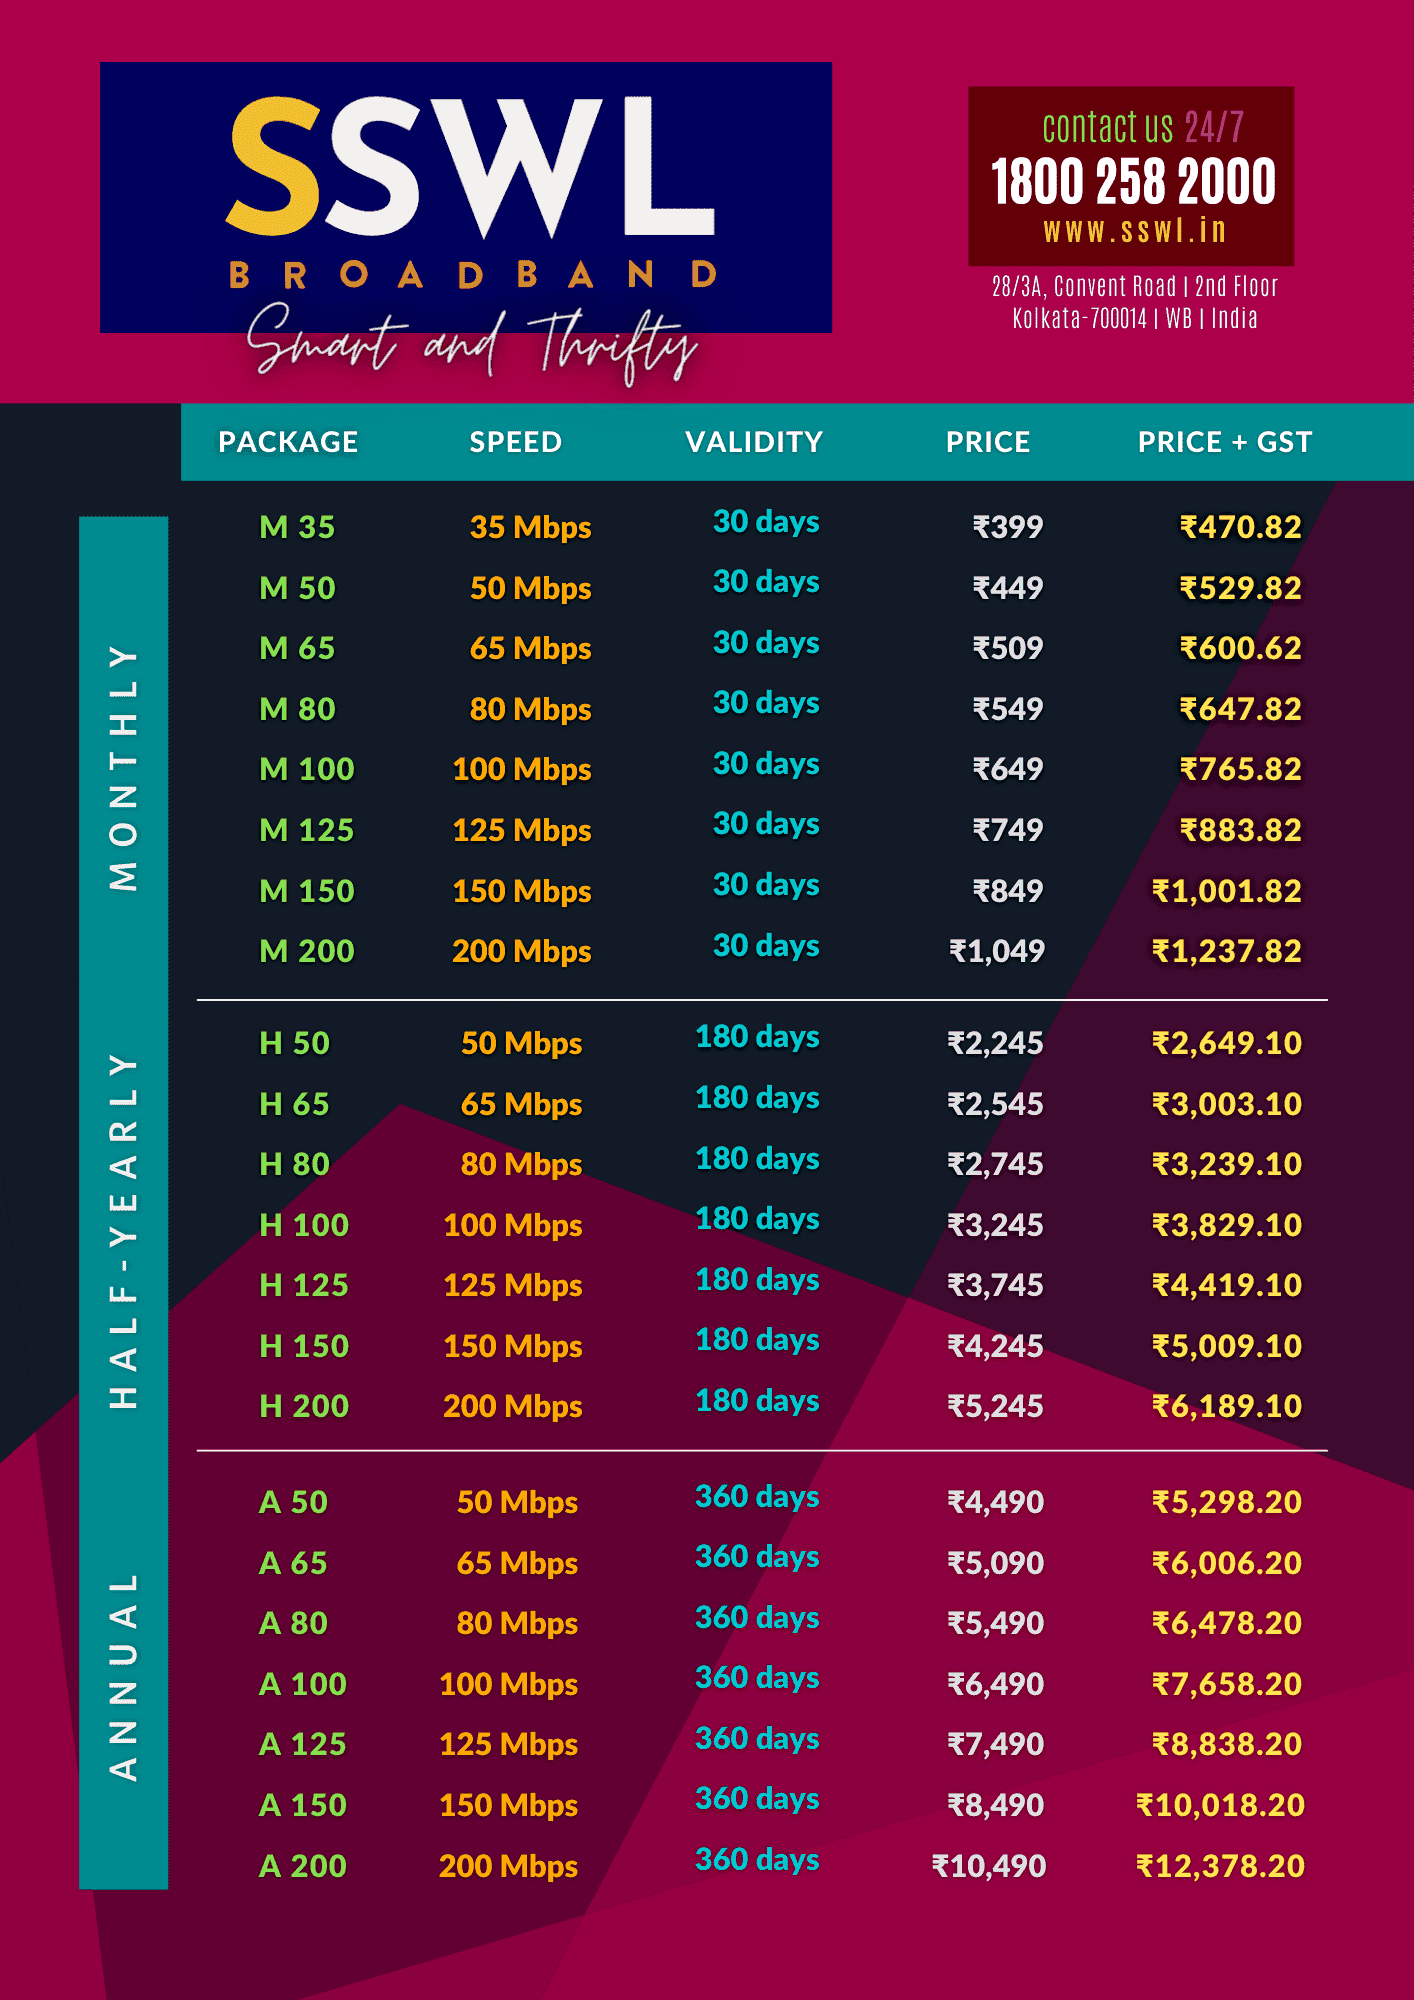 SSWL
BROADBAND
Smart and Thrifty
contact us 24/7
1800 258 2000
www.sswl.in
28/3A, Convent Road | 2nd Floor
Kolkata-700014 | WB | India
PACKAGE SPEED VALIDITY PRICE PRICE + GST
MONTHLY
M 35 35 Mbps 30 days ₹399 ₹470.82
M 50 50 Mbps 30 days ₹449 ₹529.82
M 65 65 Mbps 30 days ₹509 ₹600.62
M 80 80 Mbps 30 days ₹549 ₹647.82
M 100 100 Mbps 30 days ₹649 ₹765.82
M 125 125 Mbps 30 days ₹749 ₹883.82
M 150 150 Mbps 30 days ₹849 ₹1,001.82
M 200 200 Mbps 30 days ₹1,049 ₹1,237.82
HALF-YEARLY
H 50 50 Mbps 180 days ₹2,245 ₹2,649.10
H 65 65 Mbps 180 days ₹2,545 ₹3,003.10
H 80 80 Mbps 180 days ₹2,745 ₹3,239.10
H 100 100 Mbps 180 days ₹3,245 ₹3,829.10
H 125 125 Mbps 180 days ₹3,745 ₹4,419.10
H 150 150 Mbps 180 days ₹4,245 ₹5,009.10
H 200 200 Mbps 180 days ₹5,245 ₹6,189.10
ANNUAL
A 50 50 Mbps 360 days ₹4,490 ₹5,298.20
A 65 65 Mbps 360 days ₹5,090 ₹6,006.20
A 80 80 Mbps 360 days ₹5,490 ₹6,478.20
A 100 100 Mbps 360 days ₹6,490 ₹7,658.20
A 125 125 Mbps 360 days ₹7,490 ₹8,838.20
A 150 150 Mbps 360 days ₹8,490 ₹10,018.20
A 200 200 Mbps 360 days ₹10,490 ₹12,378.20